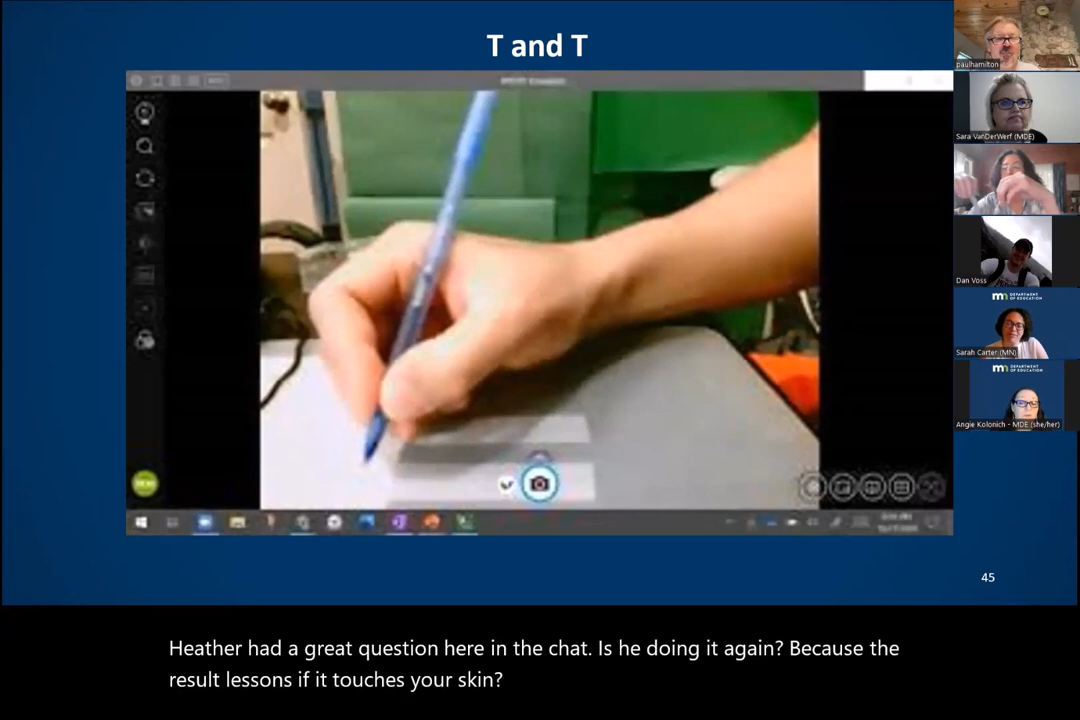 T and T
paulhamilton
Sara VanDerWerf (MDE)
Dan Voss
DEPARTMENT
OF EDUCATION
Sarah Carter (MN)
DEPARTMENT
OF EDUCATION
Angie Kolonich - MDE (she/her)
45
Heather had a great question here in the chat. Is he doing it again? Because the
result lessons if it touches your skin?